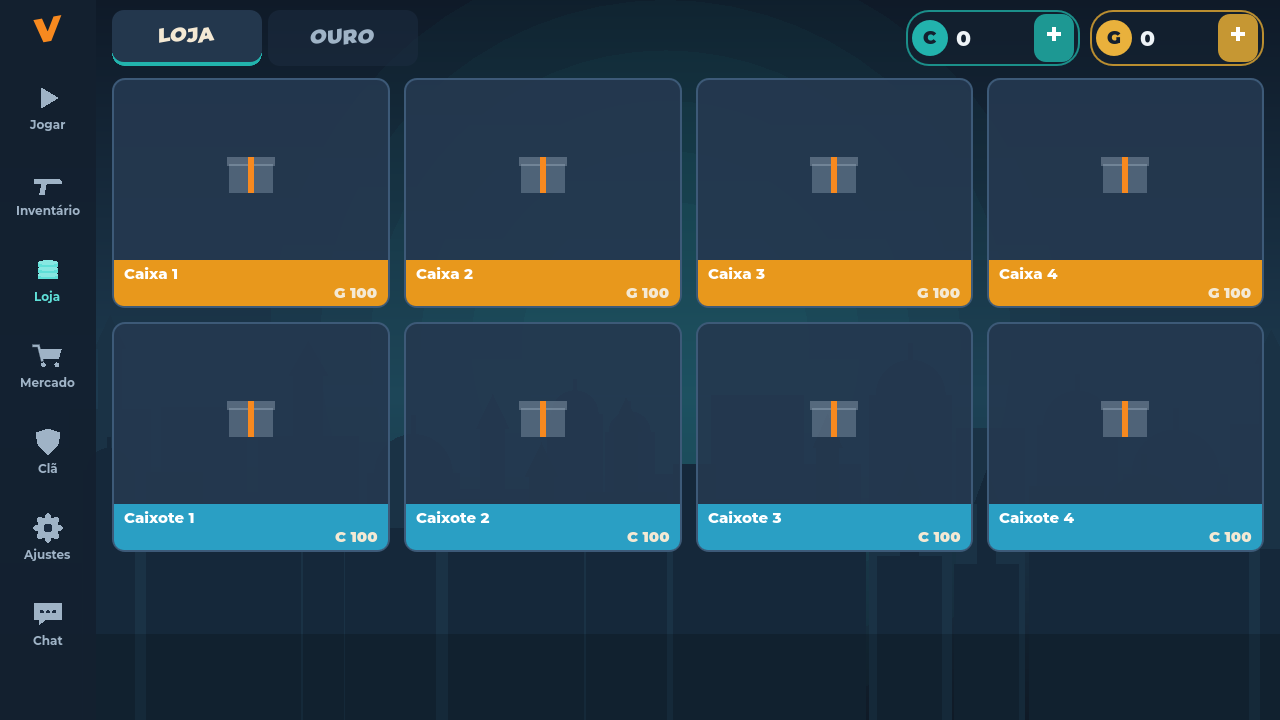 LOJA
OURO
C 0 +
G 0 +
Jogar
Inventário
Loja
Mercado
Clã
Ajustes
Chat
Caixa 1
G 100
Caixa 2
G 100
Caixa 3
G 100
Caixa 4
G 100
Caixote 1
C 100
Caixote 2
C 100
Caixote 3
C 100
Caixote 4
C 100